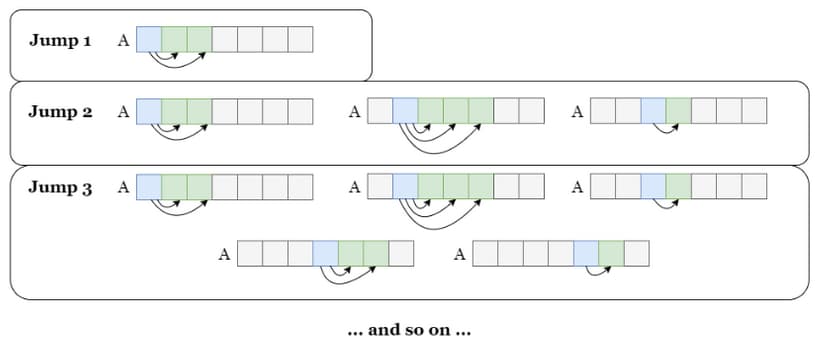 Jump 1 A
Jump 2 A A A
Jump 3 A A A
A A
... and so on ...